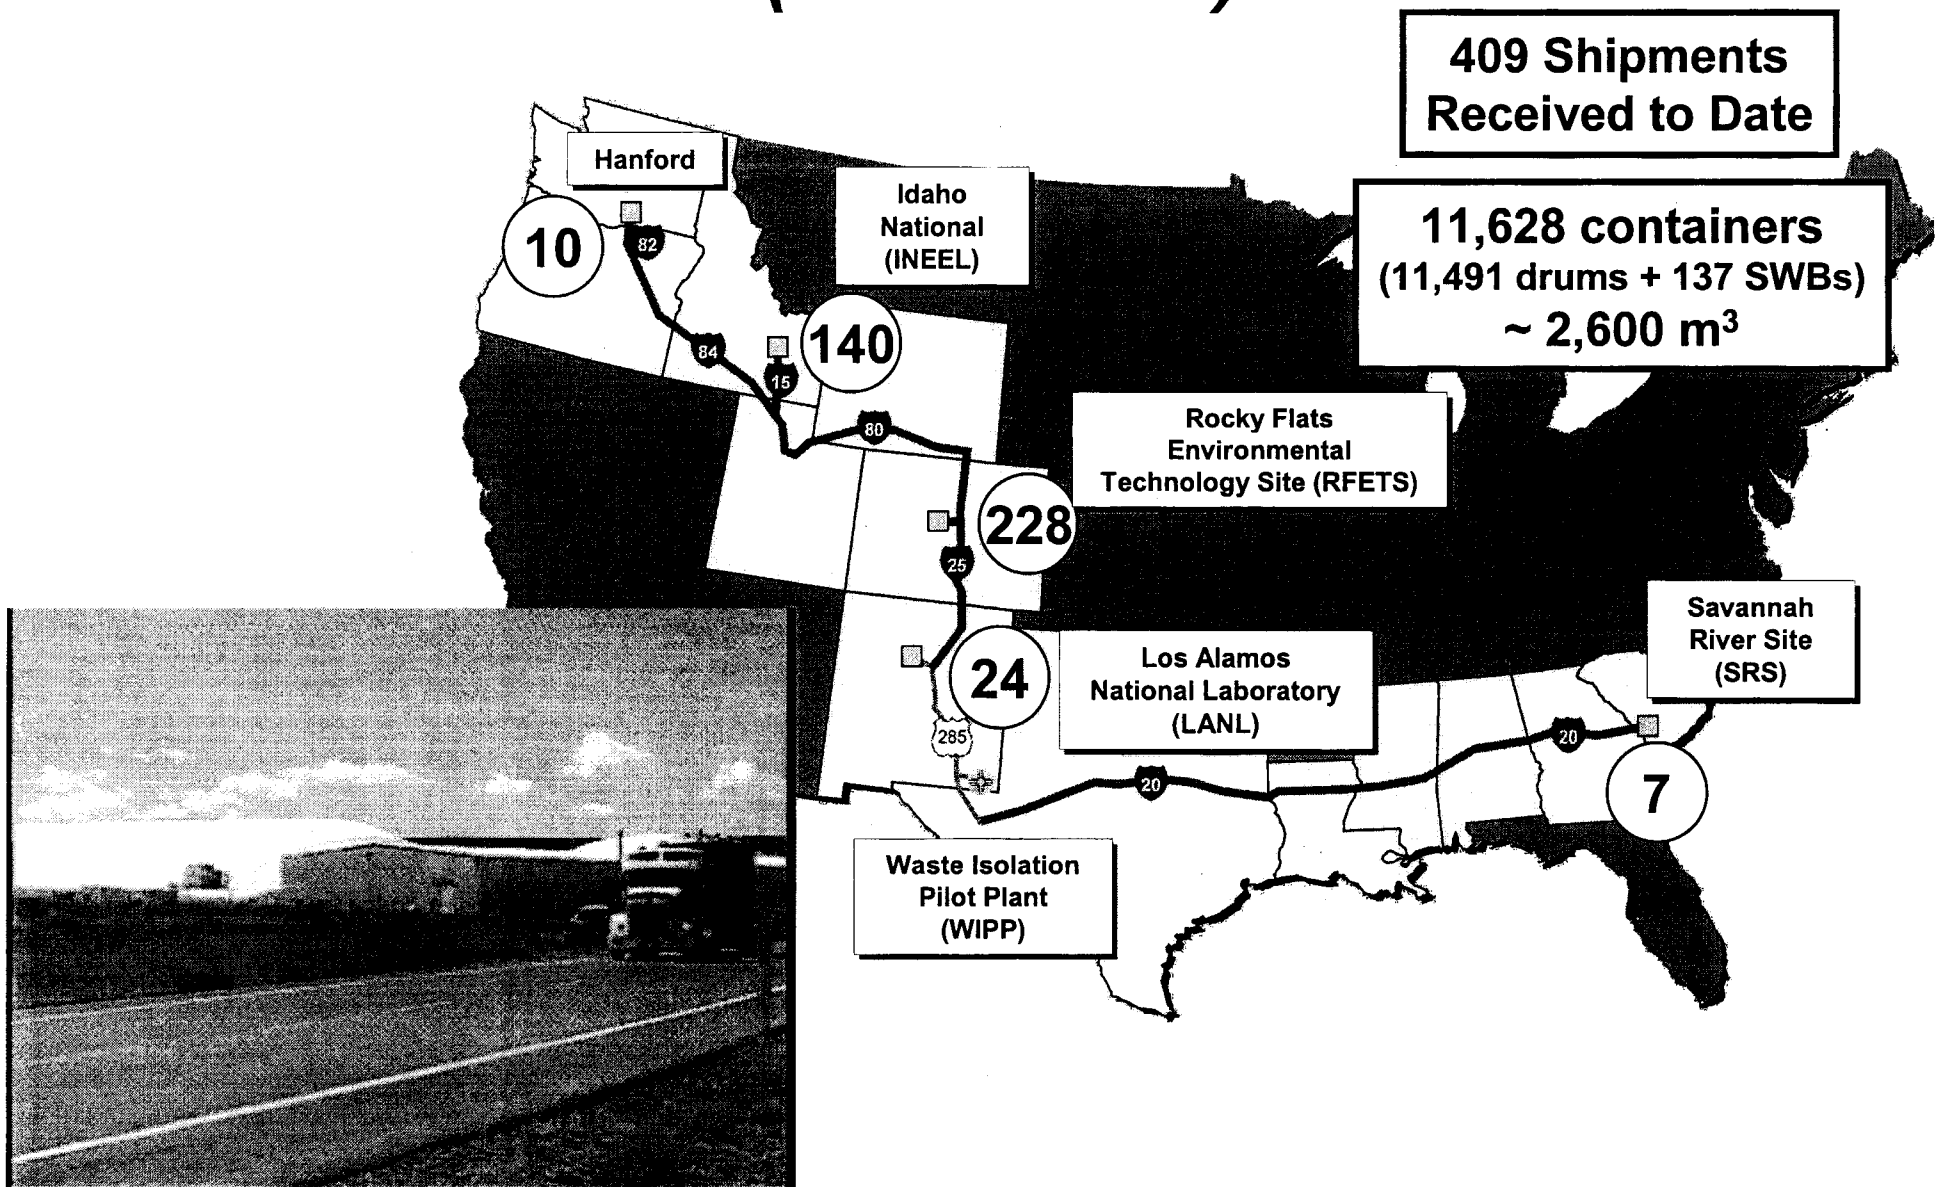 409 Shipments
Received to Date
11,628 containers
(11,491 drums + 137 SWBs)
~ 2,600 m³
Hanford
10
82
Idaho
National
(INEEL)
84
140
15
80
Rocky Flats
Environmental
Technology Site (RFETS)
228
25
24
Los Alamos
National Laboratory
(LANL)
285
Savannah
River Site
(SRS)
20
20
7
Waste Isolation
Pilot Plant
(WIPP)